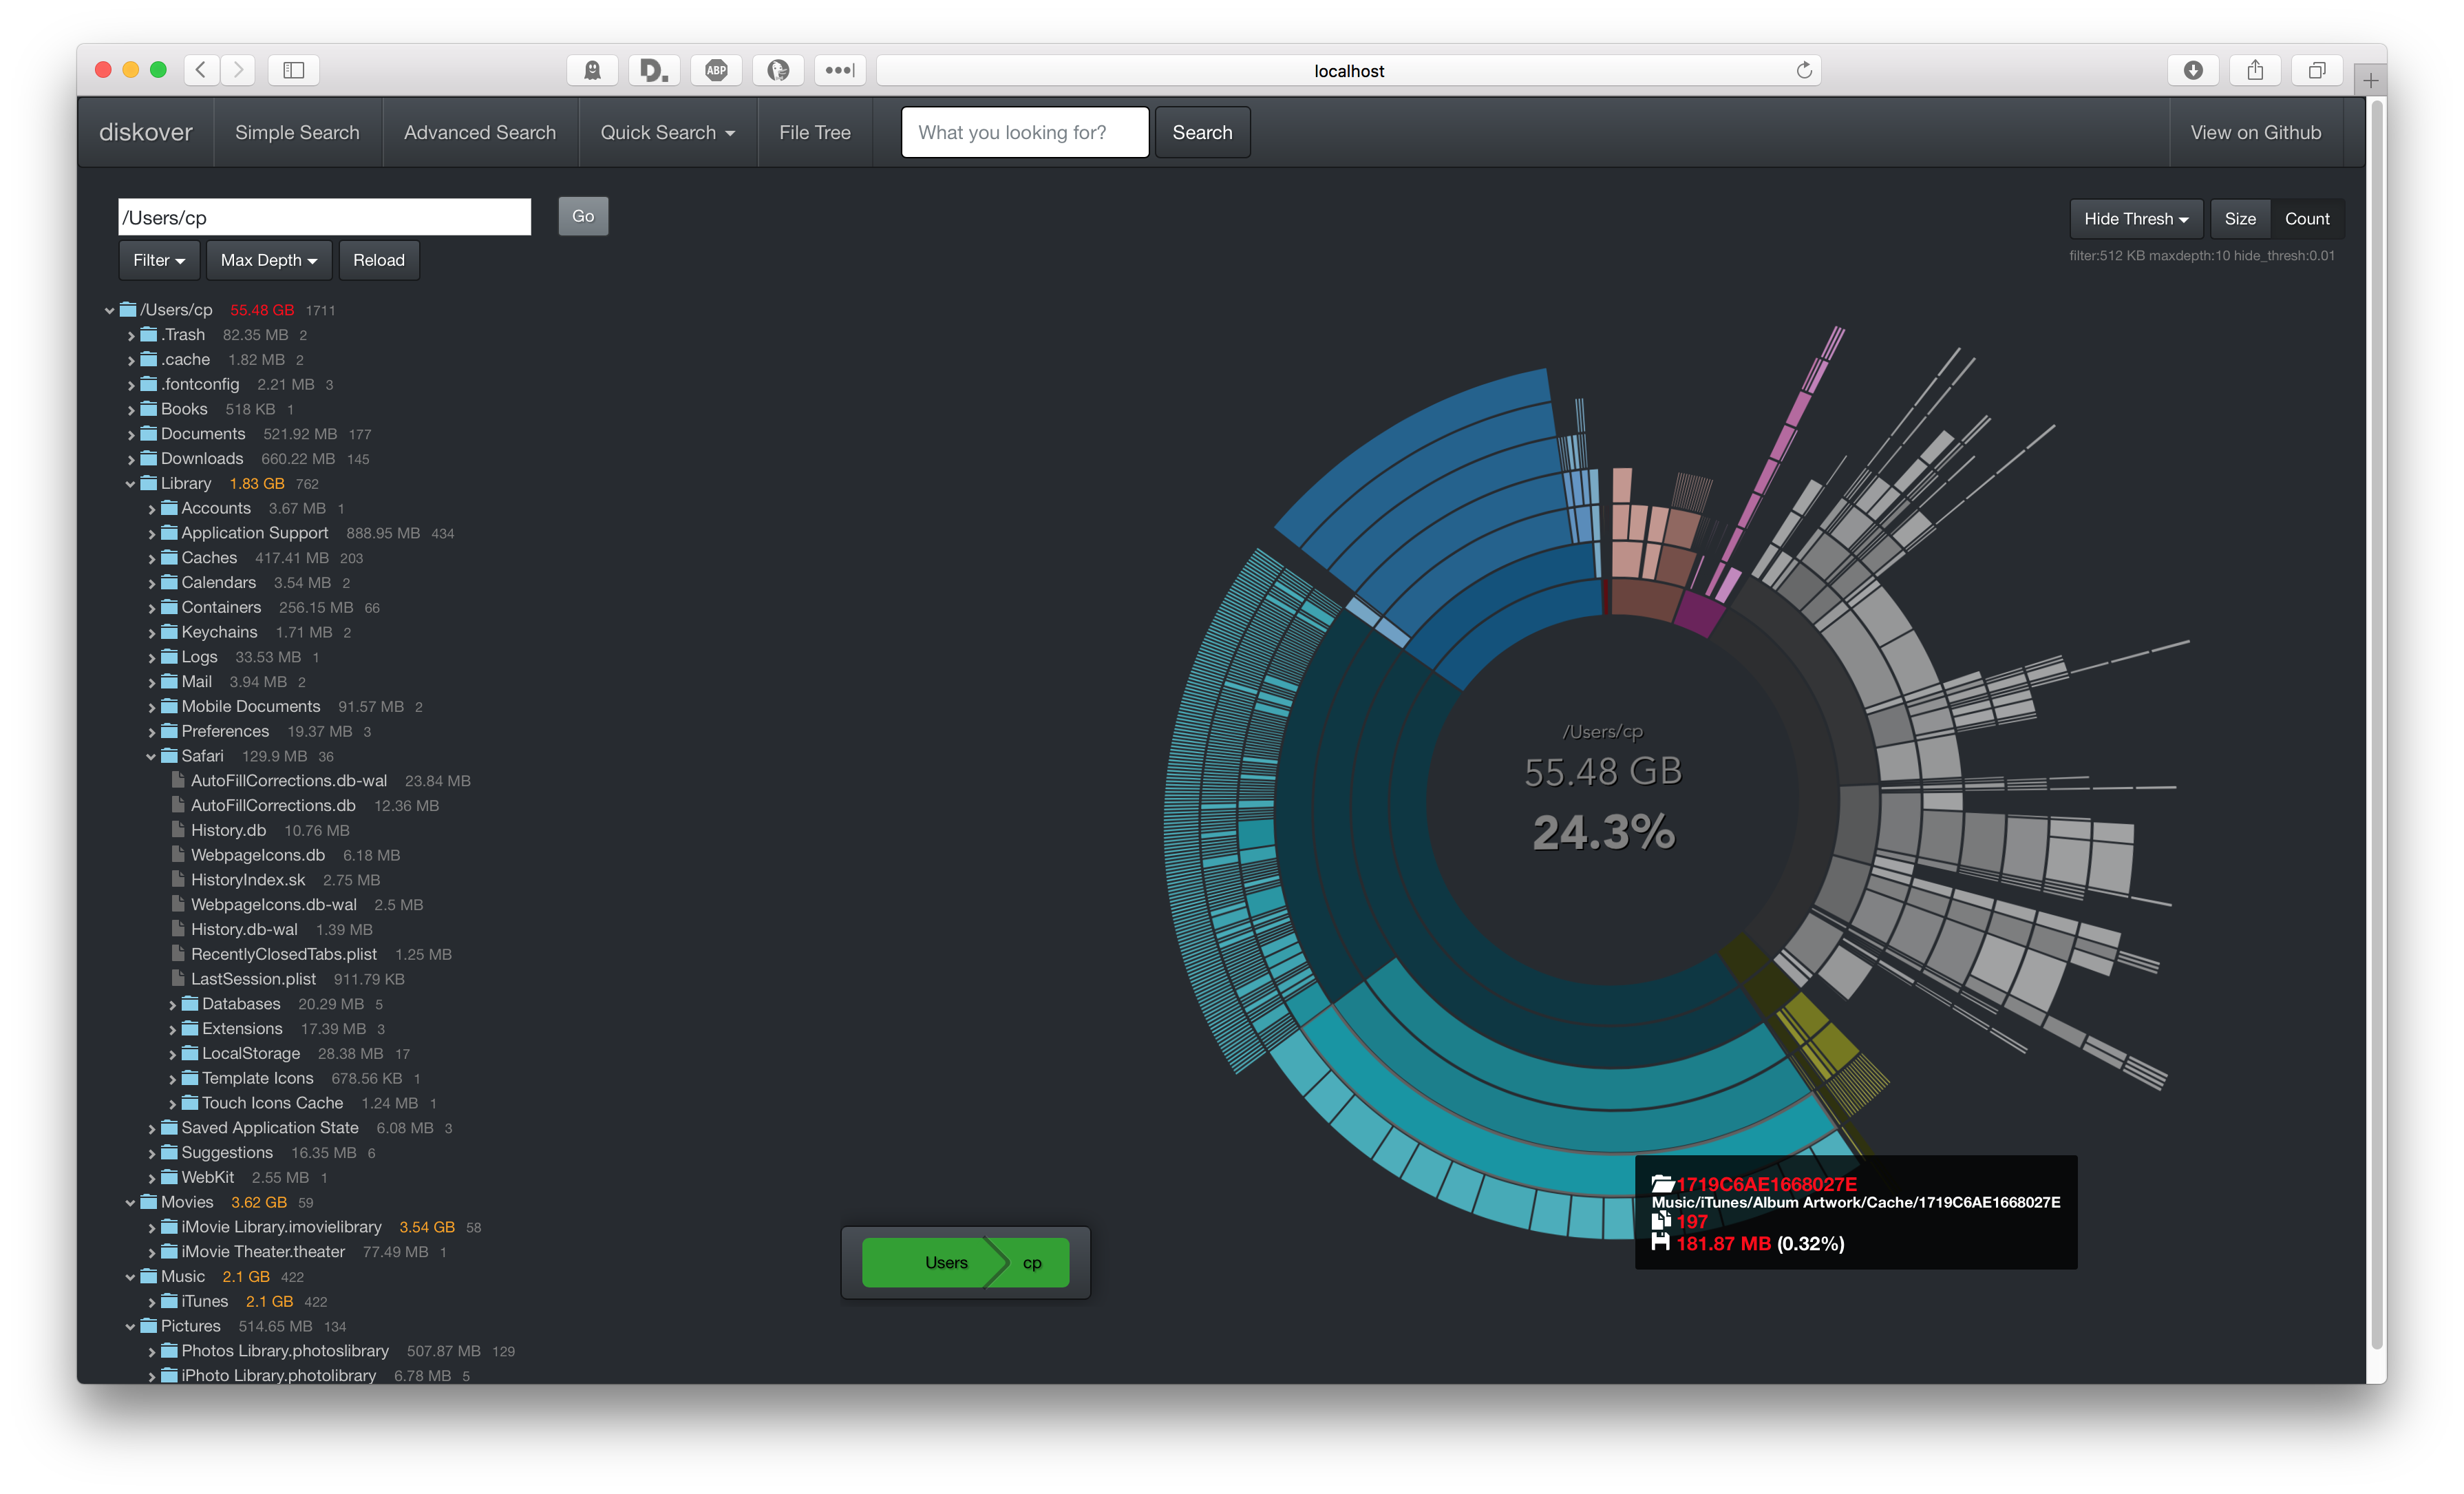 localhost
diskover Simple Search Advanced Search Quick Search File Tree What you looking for? Search View on Github
/Users/cp Go
Hide Thresh Size Count
Filter Max Depth Reload
filter:512 KB maxdepth:10 hide_thresh:0.01
/Users/cp 55.48 GB 1711
.Trash 82.35 MB 2
.cache 1.82 MB 2
.fontconfig 2.21 MB 3
Books 518 KB 1
Documents 521.92 MB 177
Downloads 660.22 MB 145
Library 1.83 GB 762
Accounts 3.67 MB 1
Application Support 888.95 MB 434
Caches 417.41 MB 203
Calendars 3.54 MB 2
Containers 256.15 MB 66
Keychains 1.71 MB 2
Logs 33.53 MB 1
Mail 3.94 MB 2
Mobile Documents 91.57 MB 2
Preferences 19.37 MB 3
Safari 129.9 MB 36
AutoFillCorrections.db-wal 23.84 MB
AutoFillCorrections.db 12.36 MB
History.db 10.76 MB
WebpageIcons.db 6.18 MB
HistoryIndex.sk 2.75 MB
WebpageIcons.db-wal 2.5 MB
History.db-wal 1.39 MB
RecentlyClosedTabs.plist 1.25 MB
LastSession.plist 911.79 KB
Databases 20.29 MB 5
Extensions 17.39 MB 3
LocalStorage 28.38 MB 17
Template Icons 678.56 KB 1
Touch Icons Cache 1.24 MB 1
Saved Application State 6.08 MB 3
Suggestions 16.35 MB 6
WebKit 2.55 MB 1
Movies 3.62 GB 59
iMovie Library.imovielibrary 3.54 GB 58
iMovie Theater.theater 77.49 MB 1
Music 2.1 GB 422
iTunes 2.1 GB 422
Pictures 514.65 MB 134
Photos Library.photoslibrary 507.87 MB 129
iPhoto Library.photolibrary 6.78 MB 5
/Users/cp
55.48 GB
24.3%
1719C6AE1668027E
Music/iTunes/Album Artwork/Cache/1719C6AE1668027E
197
181.87 MB (0.32%)
Users cp
ABP
D.